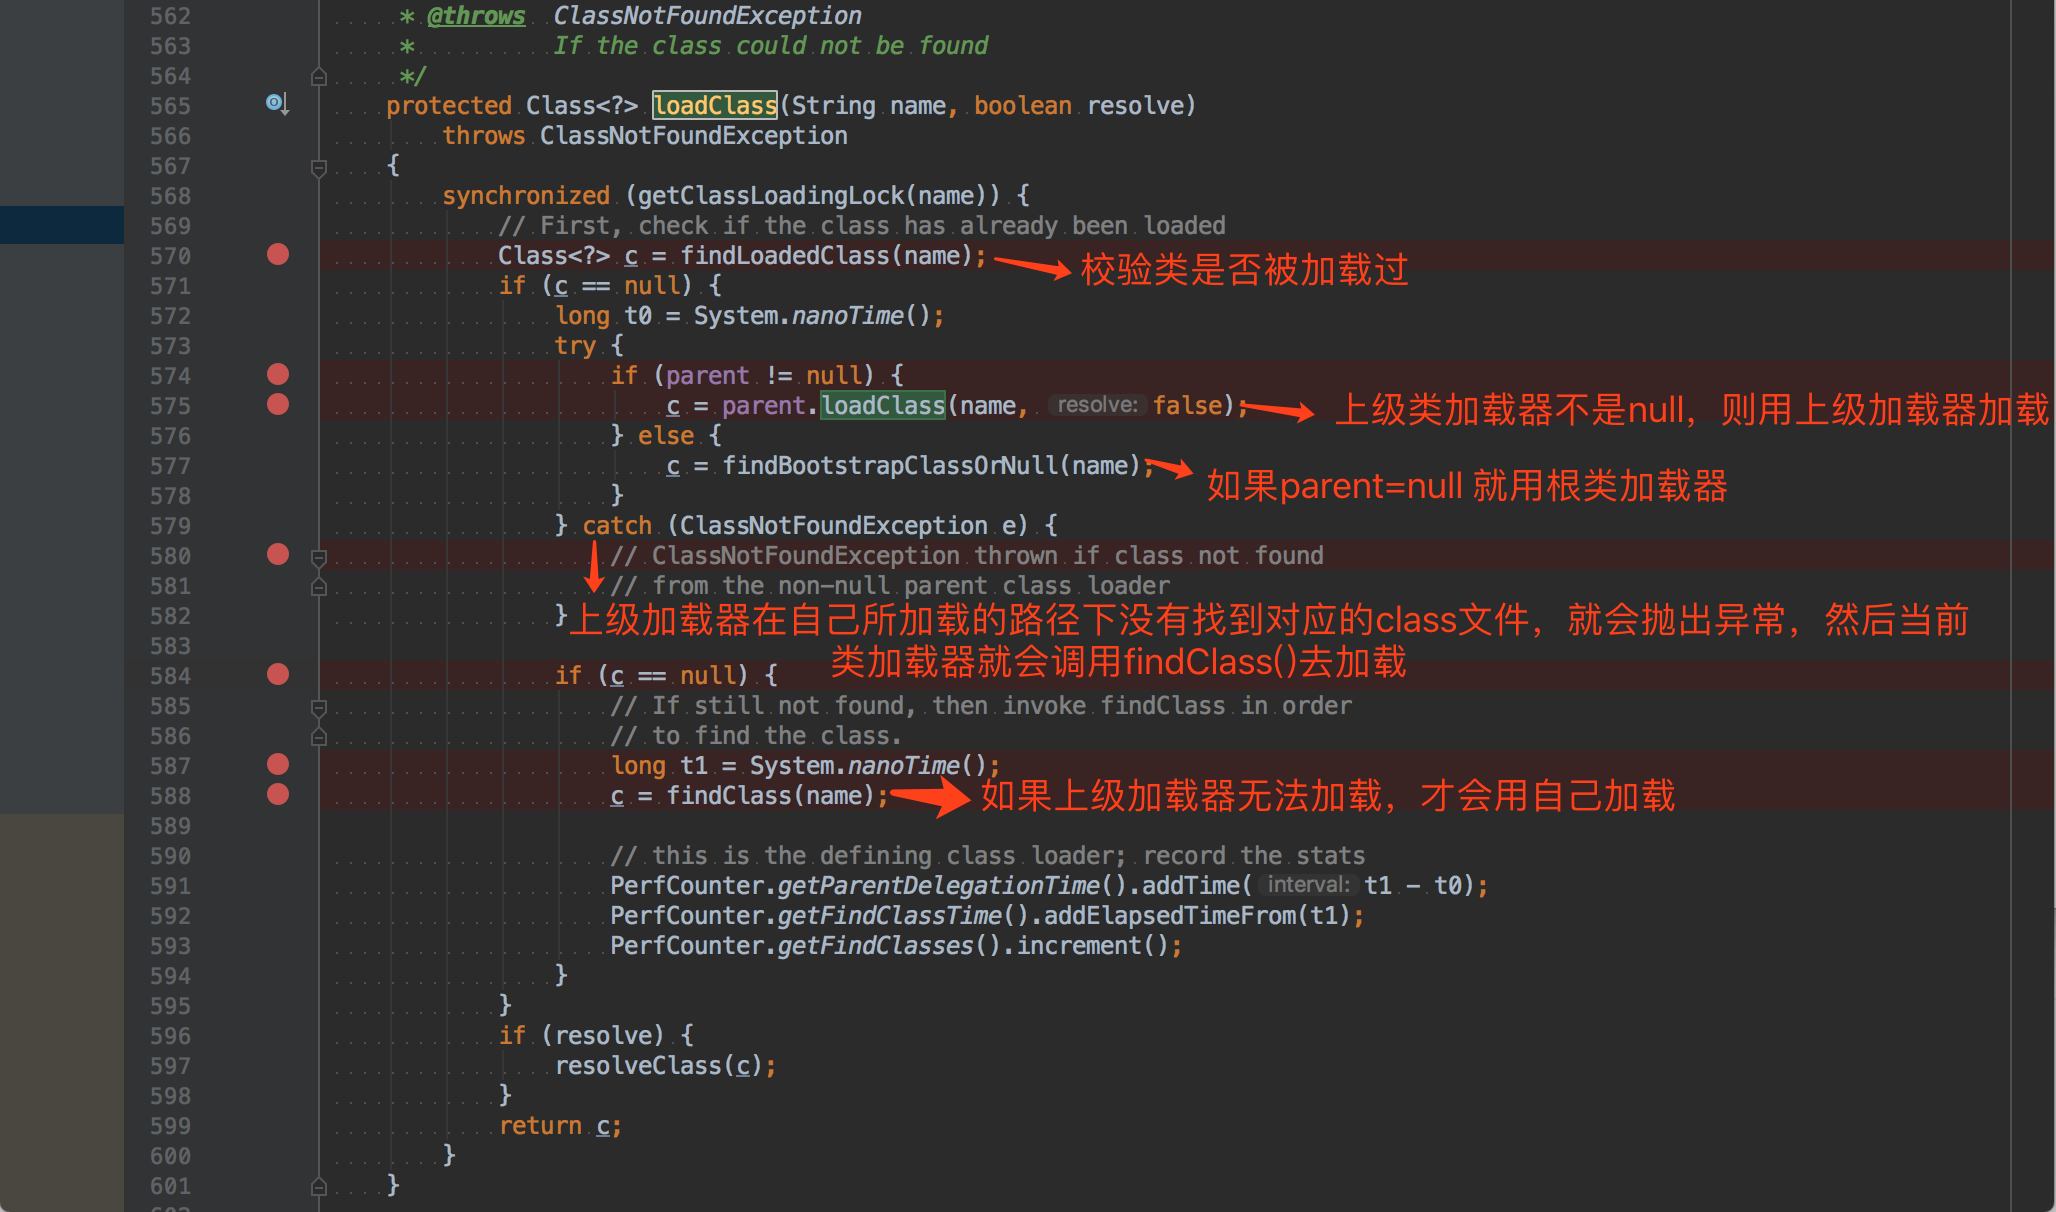 562 * @throws ClassNotFoundException
563 * If the class could not be found
564 */
565 protected Class<?> loadClass(String name, boolean resolve)
566 throws ClassNotFoundException
567 {
568 synchronized (getClassLoadingLock(name)) {
569 // First, check if the class has already been loaded
570 Class<?> c = findLoadedClass(name); 校验类是否被加载过
571 if (c == null) {
572 long t0 = System.nanoTime();
573 try {
574 if (parent != null) {
575 c = parent.loadClass(name, resolve: false); 上级类加载器不是null，则用上级加载器加载
576 } else {
577 c = findBootstrapClassOrNull(name); 如果parent=null 就用根类加载器
578 }
579 } catch (ClassNotFoundException e) {
580 // ClassNotFoundException thrown if class not found
581 // from the non-null parent class loader
582 } 上级加载器在自己所加载的路径下没有找到对应的class文件，就会抛出异常，然后当前
583 类加载器就会调用findClass()去加载
584 if (c == null) {
585 // If still not found, then invoke findClass in order
586 // to find the class.
587 long t1 = System.nanoTime();
588 c = findClass(name); 如果上级加载器无法加载，才会用自己加载
589
590 // this is the defining class loader; record the stats
591 PerfCounter.getParentDelegationTime().addTime( interval: t1 - t0);
592 PerfCounter.getFindClassTime().addElapsedTimeFrom(t1);
593 PerfCounter.getFindClasses().increment();
594 }
595 }
596 if (resolve) {
597 resolveClass(c);
598 }
599 return c;
600 }
601 }